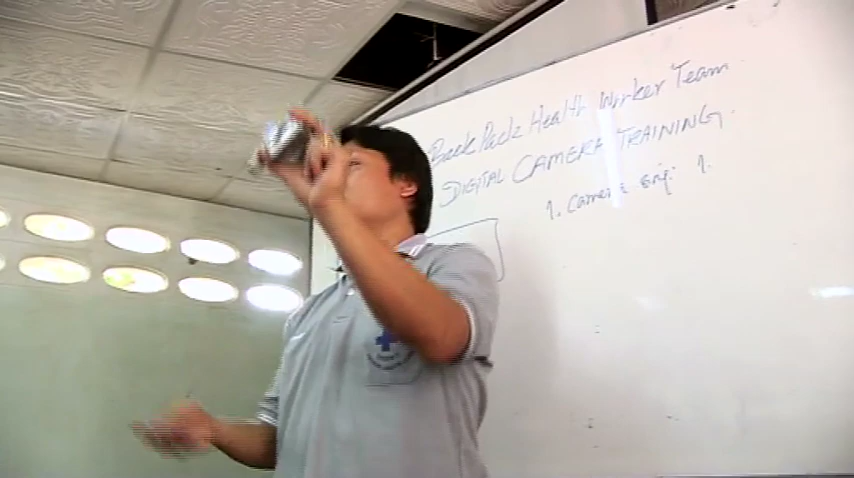 Back Pack Health Worker Team
DIGITAL CAMERA TRAINING.
1. Camera